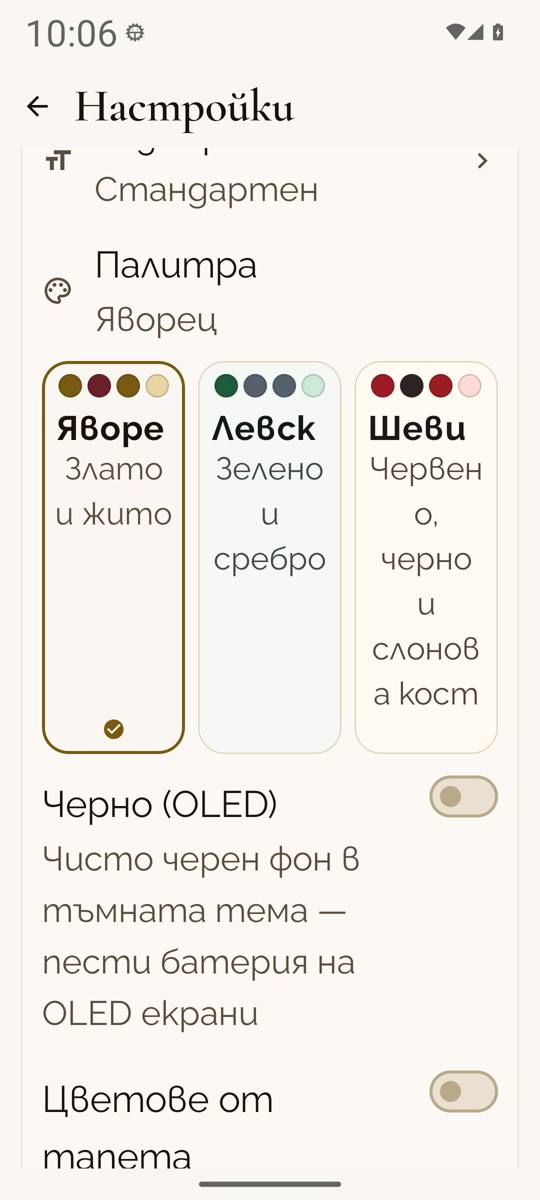 10:06
Настройки
Стандартен
Палитра
Яворец
Яворе
Злато
и жито
Левск
Зелено
и
сребро
Шеви
Червен
о,
черно
и
слонов
а кост
Черно (OLED)
Чисто черен фон в
тъмната тема —
пести батерия на
OLED екрани
Цветове от
тапета